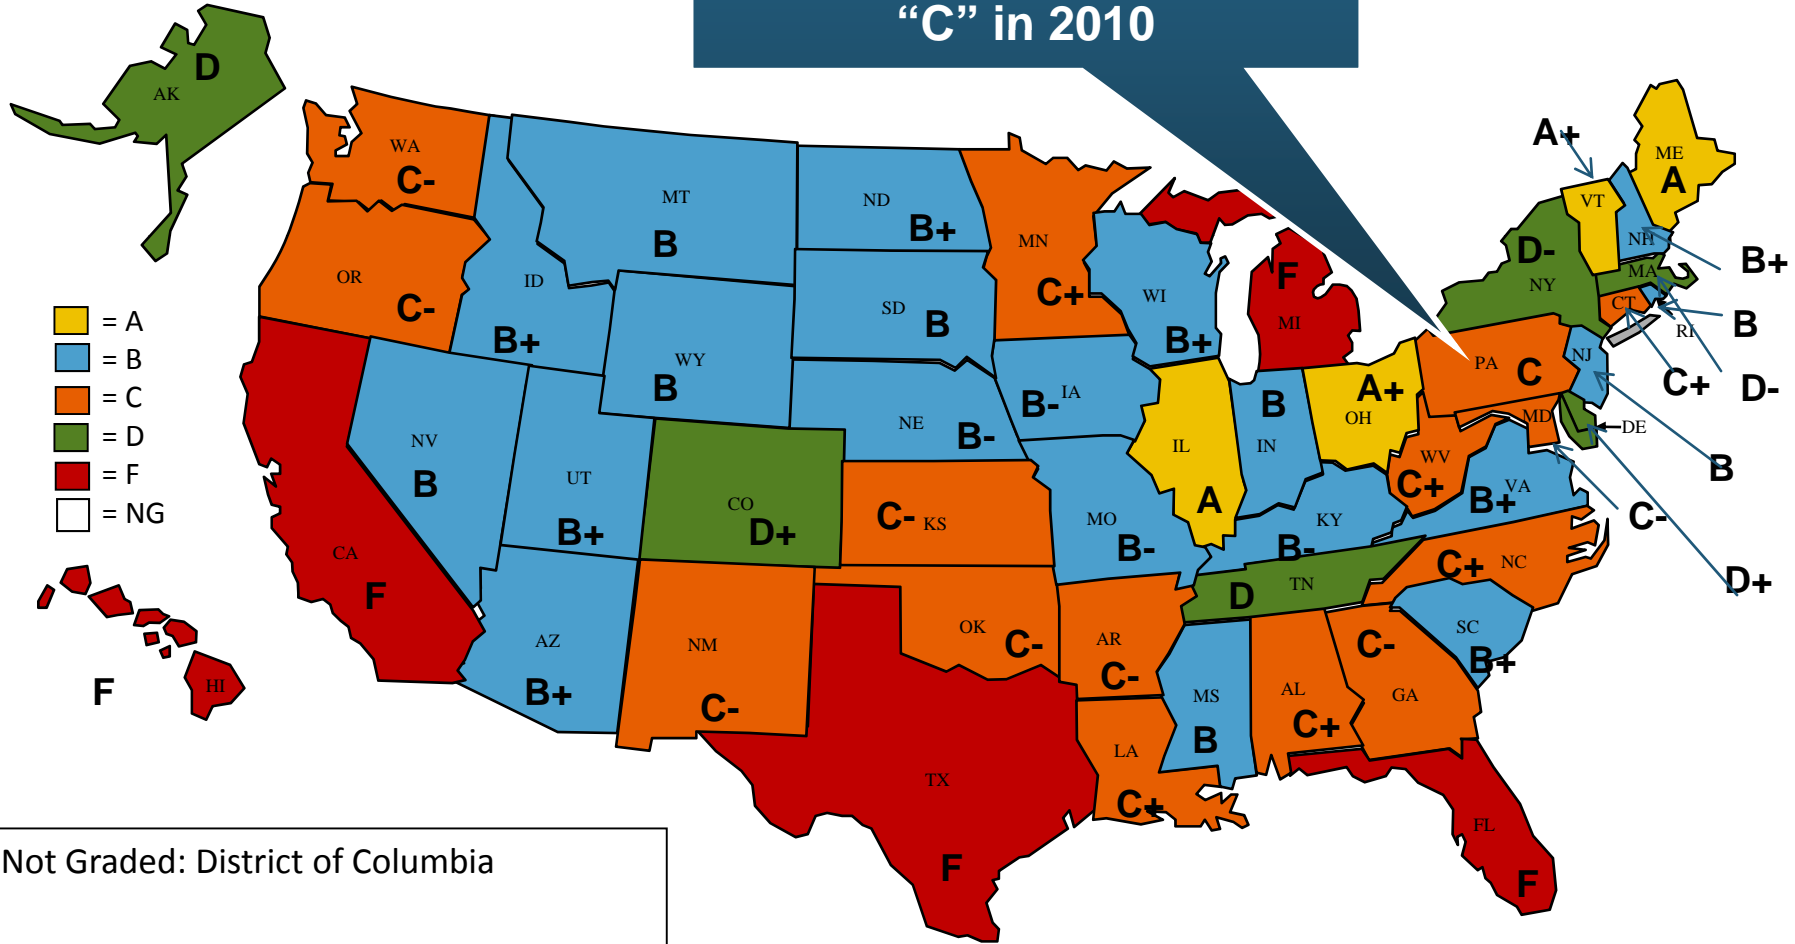 “C” in 2010
D
AK
WA
C-
MT
B
ND
B+
MN
C+
OR
C-
ID
B+
SD
B
WI
B+
F
MI
A+
ME
A
VT
NH
B+
D-
NY
MA
CT
RI
B
C+
D-
= A
= B
= C
= D
= F
= NG
WY
B
IA
B-
NE
B-
PA
C
NJ
B
A+
OH
B
IN
IL
A
MD
C-
DE
D+
WV
C+
VA
B+
NV
B
UT
B+
CO
D+
C-
KS
MO
B-
KY
B-
CA
F
D
TN
C+
NC
AZ
B+
NM
C-
OK
C-
AR
C-
SC
B+
C-
GA
MS
B
AL
C+
F
HI
LA
C+
TX
F
FL
F
Not Graded: District of Columbia